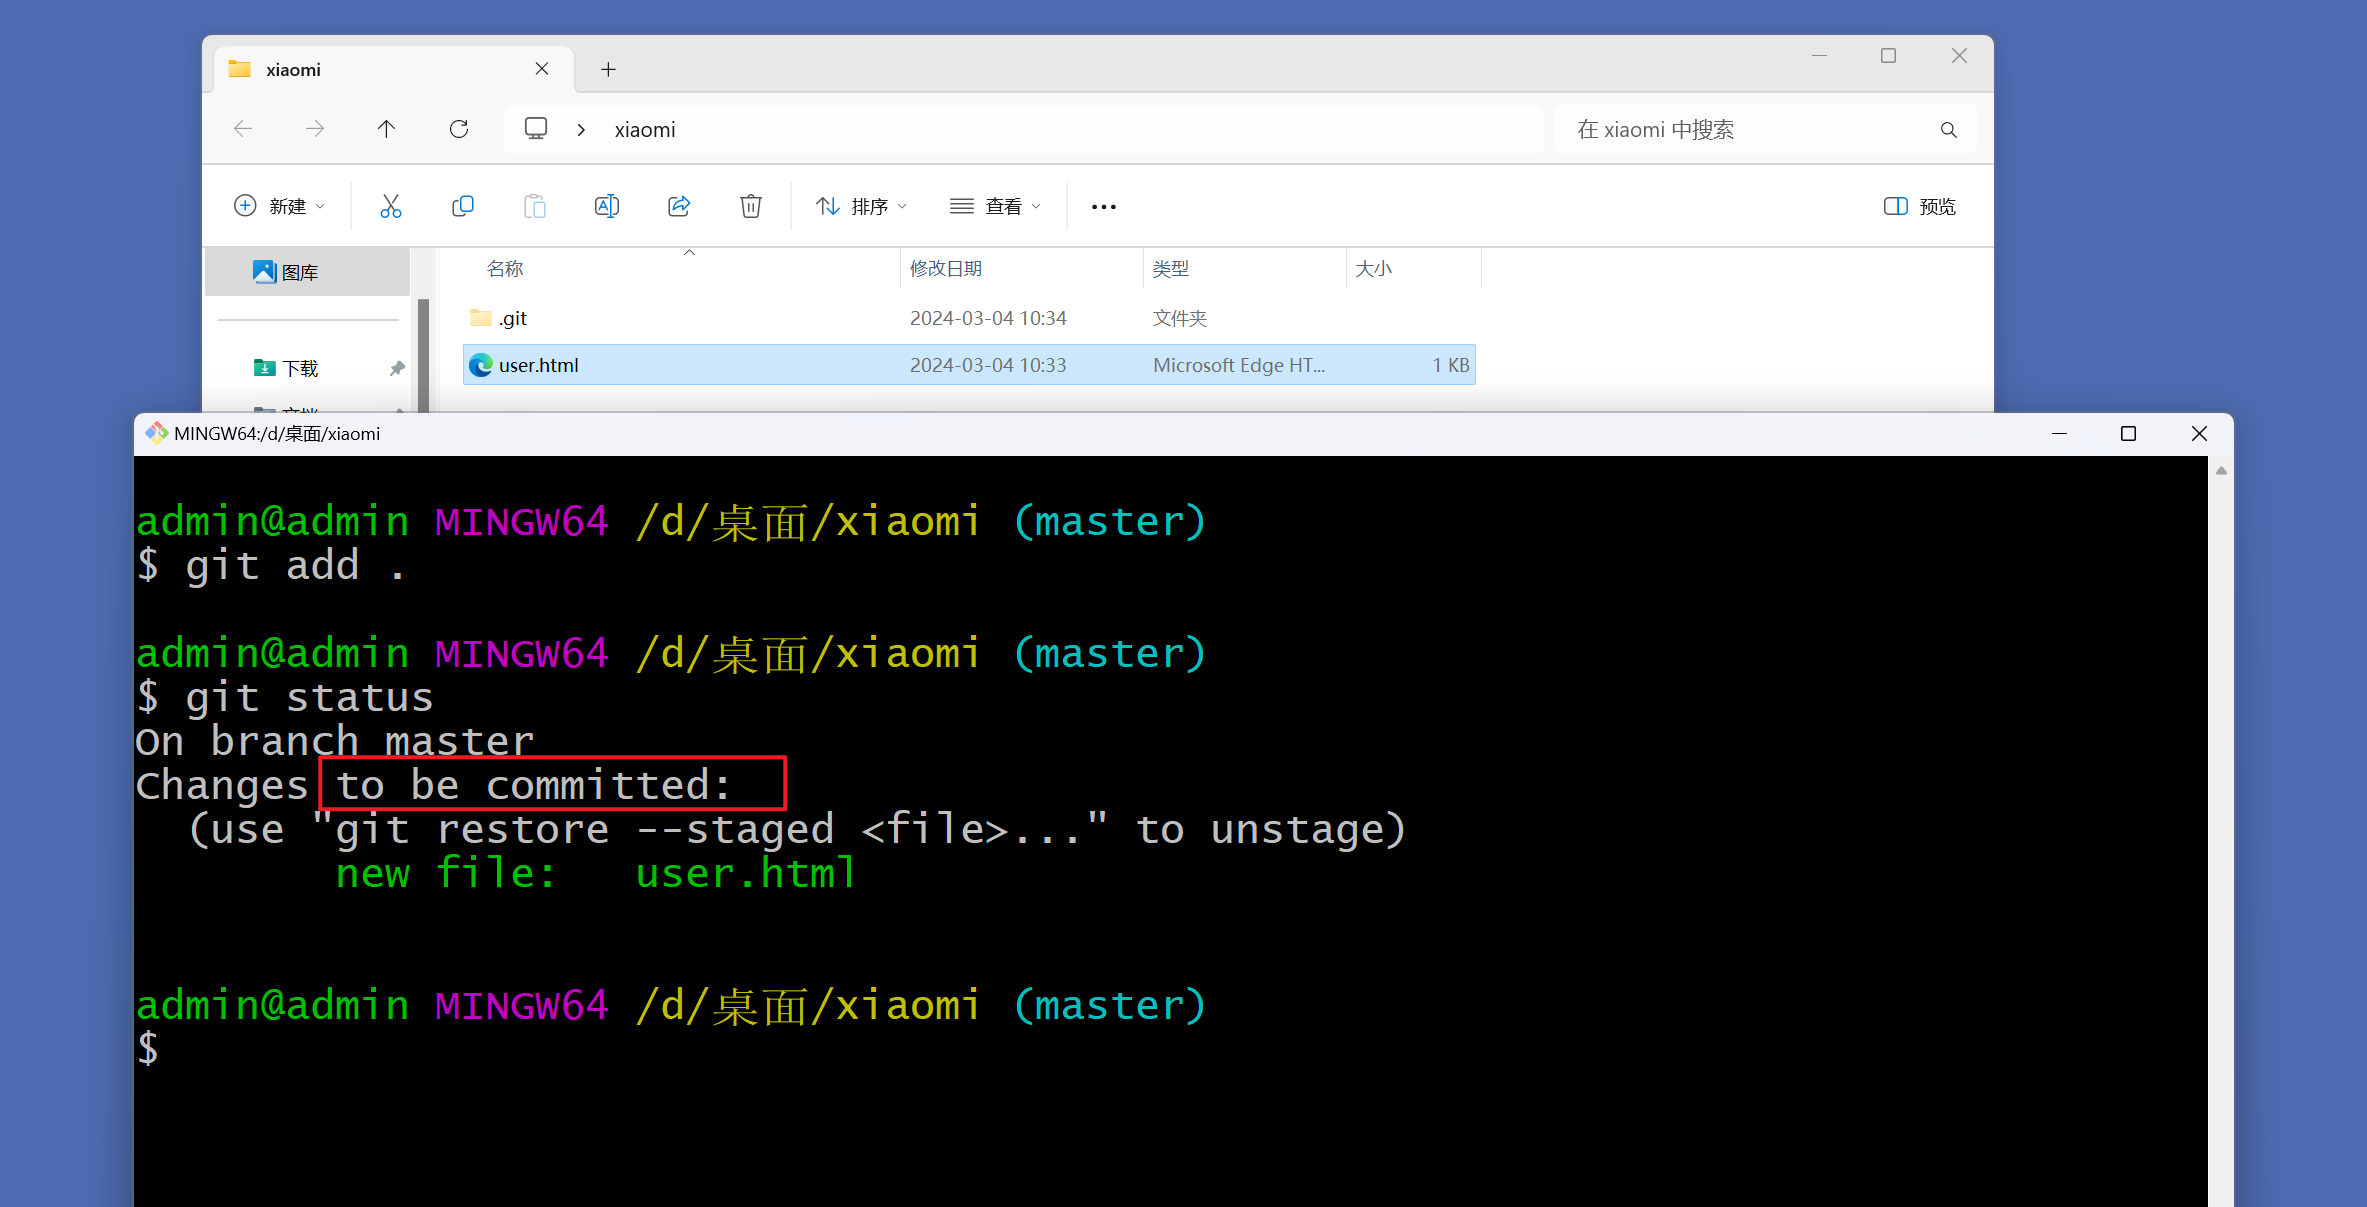 xiaomi
xiaomi
在 xiaomi 中搜索
新建
排序
查看
预览
图库
名称
修改日期
类型
大小
.git
2024-03-04 10:34
文件夹
下载
user.html
2024-03-04 10:33
Microsoft Edge HT...
1 KB
MINGW64:/d/桌面/xiaomi
admin@admin MINGW64 /d/桌面/xiaomi (master)
$ git add .
admin@admin MINGW64 /d/桌面/xiaomi (master)
$ git status
On branch master
Changes to be committed:
(use "git restore --staged <file>..." to unstage)
new file:   user.html
admin@admin MINGW64 /d/桌面/xiaomi (master)
$